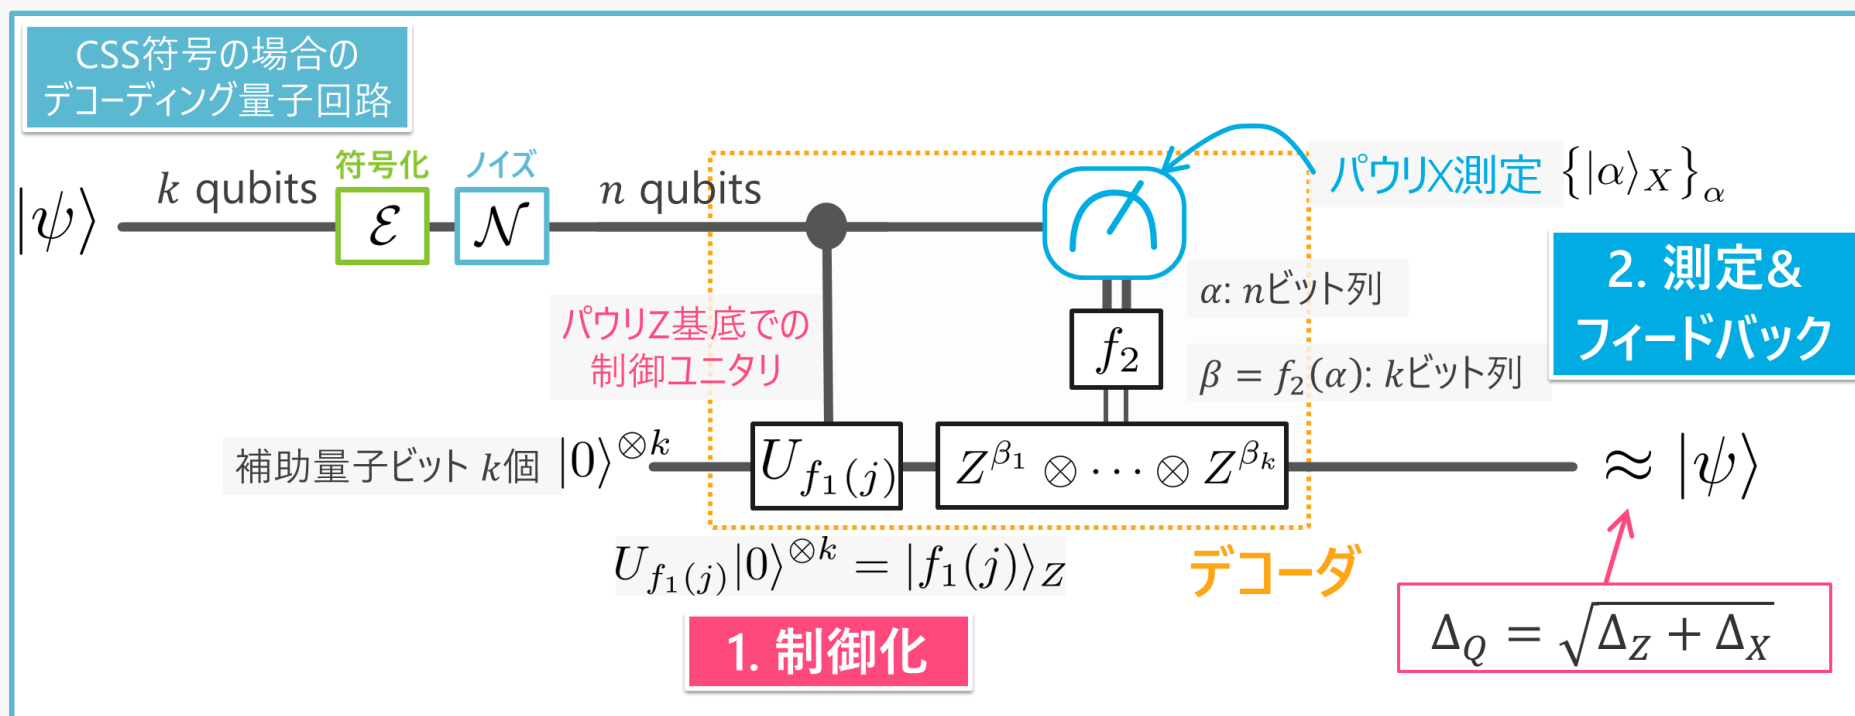 CSS符号の場合の
デコーディング量子回路
|ψ⟩
k qubits
符号化
ℰ
ノイズ
𝒩
n qubits
パウリX測定 {|α⟩_X}_α
2. 測定&
フィードバック
α: nビット列
パウリZ基底での
制御ユニタリ
f_2
β = f_2(α): kビット列
補助量子ビット k個 |0⟩^{⊗k}
U_{f_1(j)}
Z^{β_1} ⊗ ⋯ ⊗ Z^{β_k}
≈ |ψ⟩
U_{f_1(j)}|0⟩^{⊗k} = |f_1(j)⟩_Z
デコーダ
1. 制御化
Δ_Q = √(Δ_Z + Δ_X)